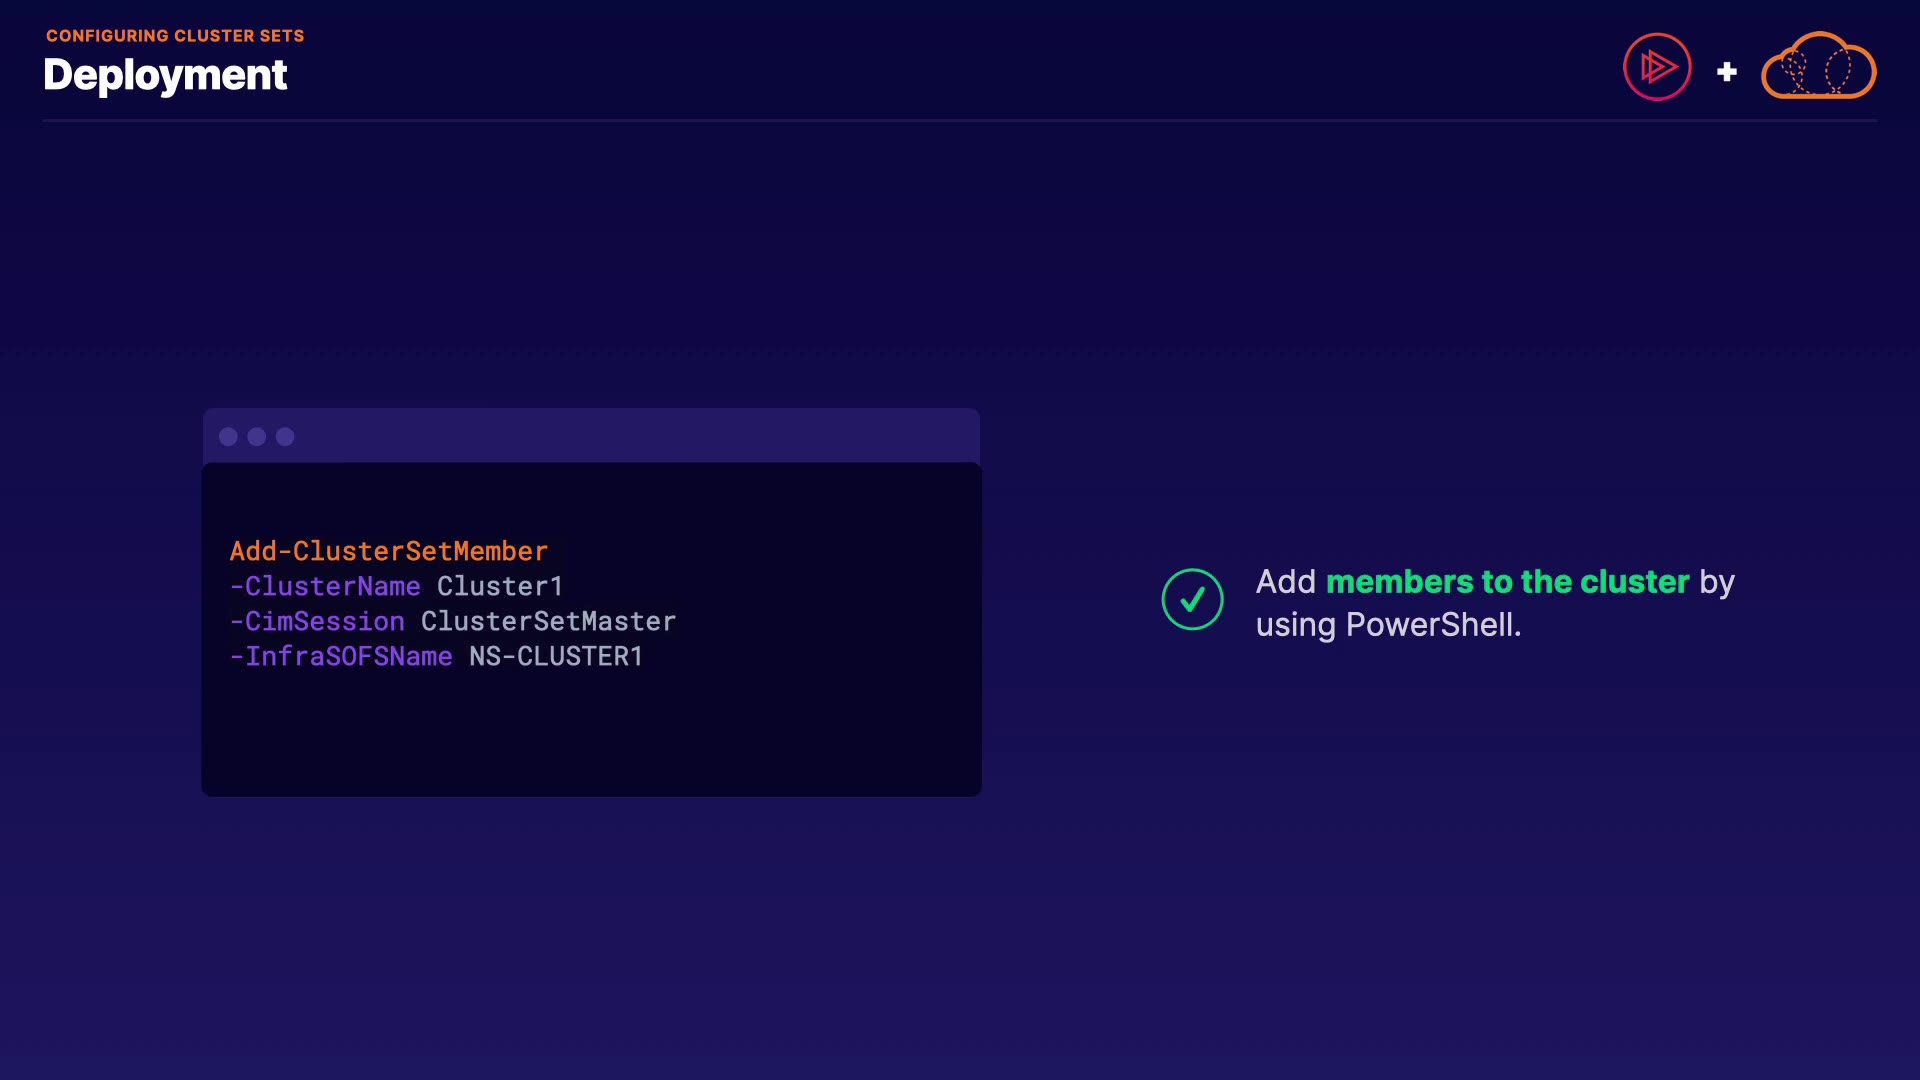 CONFIGURING CLUSTER SETS
Deployment
Add-ClusterSetMember
-ClusterName Cluster1
-CimSession ClusterSetMaster
-InfraSOFSName NS-CLUSTER1
Add members to the cluster by
using PowerShell.